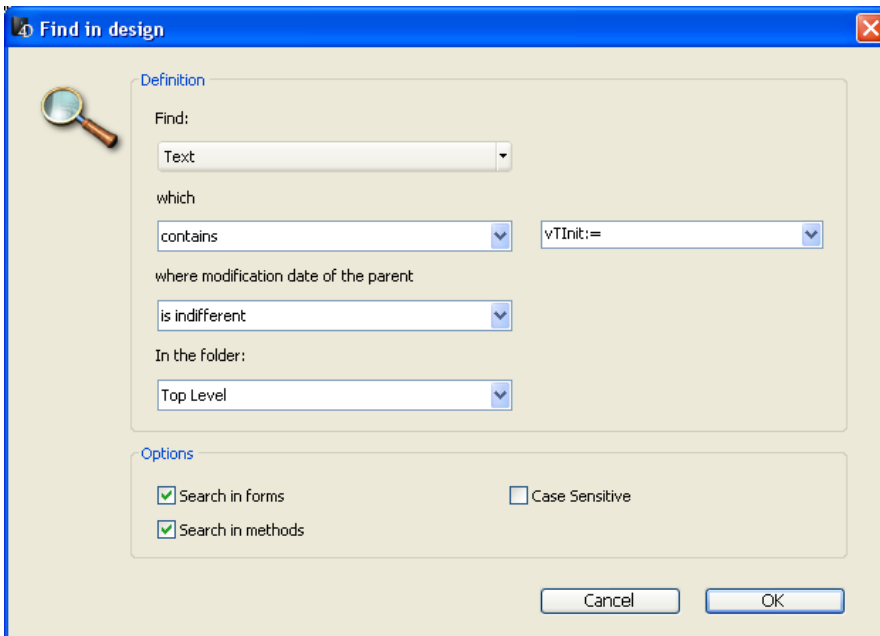 4D Find in design
Definition
Find:
Text
which
contains vTInit:=
where modification date of the parent
is indifferent
In the folder:
Top Level
Options
Search in forms Case Sensitive
Search in methods
Cancel OK